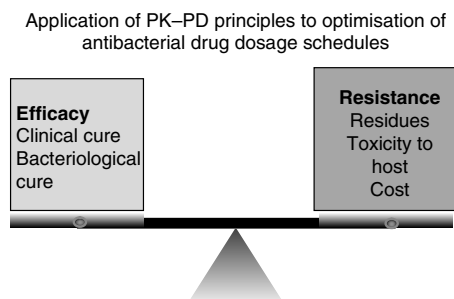 Application of PK–PD principles to optimisation of
antibacterial drug dosage schedules
Efficacy
Clinical cure
Bacteriological
cure
Resistance
Residues
Toxicity to
host
Cost